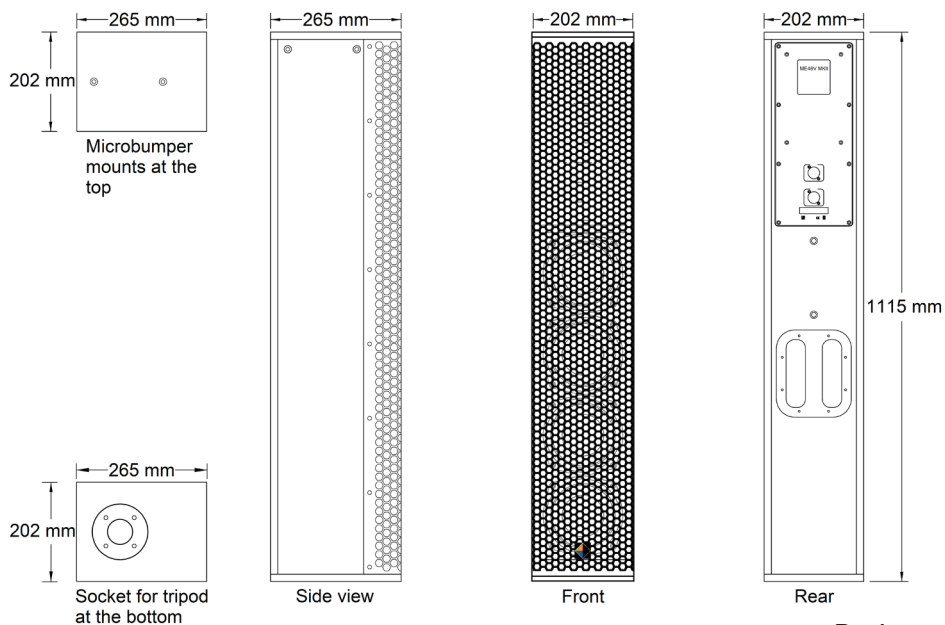 265 mm
202 mm
Microbumper
mounts at the
top
265 mm
202 mm
Socket for tripod
at the bottom
265 mm
Side view
202 mm
Front
202 mm
ME46V MKII
1115 mm
Rear